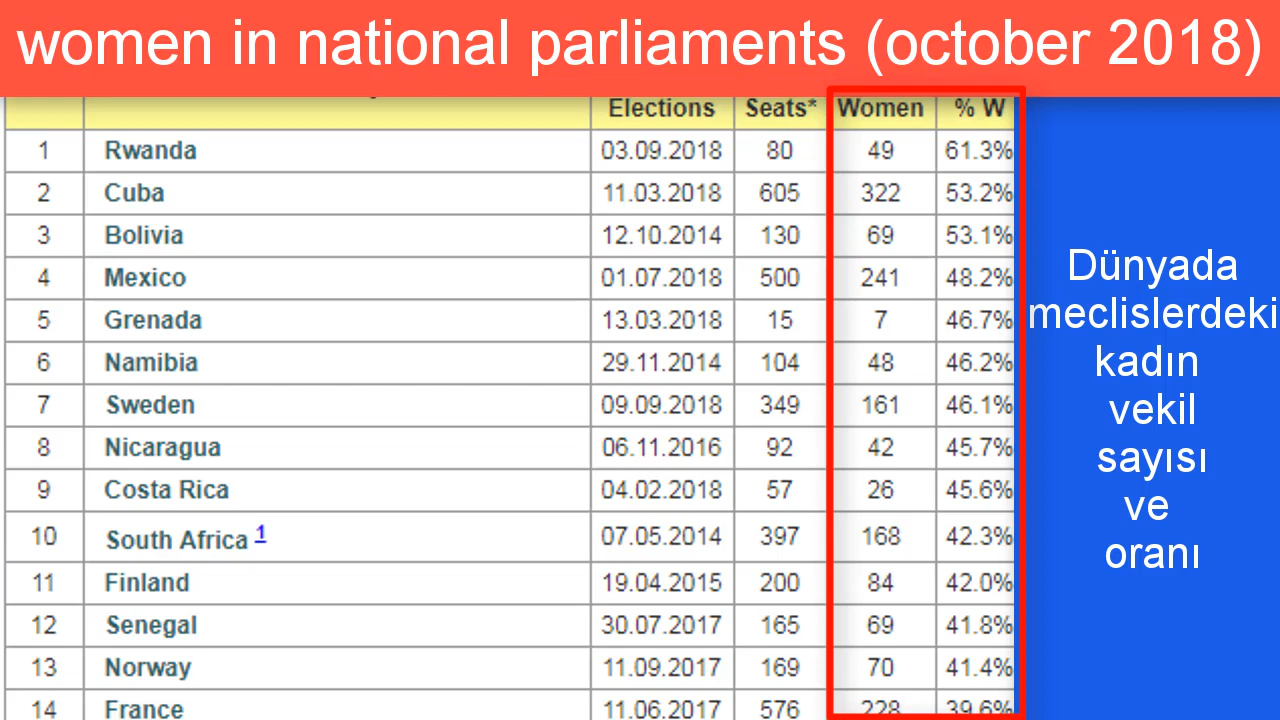 women in national parliaments (october 2018)
Elections Seats* Women % W
1 Rwanda 03.09.2018 80 49 61.3%
2 Cuba 11.03.2018 605 322 53.2%
3 Bolivia 12.10.2014 130 69 53.1%
4 Mexico 01.07.2018 500 241 48.2%
5 Grenada 13.03.2018 15 7 46.7%
6 Namibia 29.11.2014 104 48 46.2%
7 Sweden 09.09.2018 349 161 46.1%
8 Nicaragua 06.11.2016 92 42 45.7%
9 Costa Rica 04.02.2018 57 26 45.6%
10 South Africa 1 07.05.2014 397 168 42.3%
11 Finland 19.04.2015 200 84 42.0%
12 Senegal 30.07.2017 165 69 41.8%
13 Norway 11.09.2017 169 70 41.4%
14 France 11.06.2017 576 228 39.6%
Dünyada
meclislerdeki
kadın
vekil
sayısı
ve
oranı